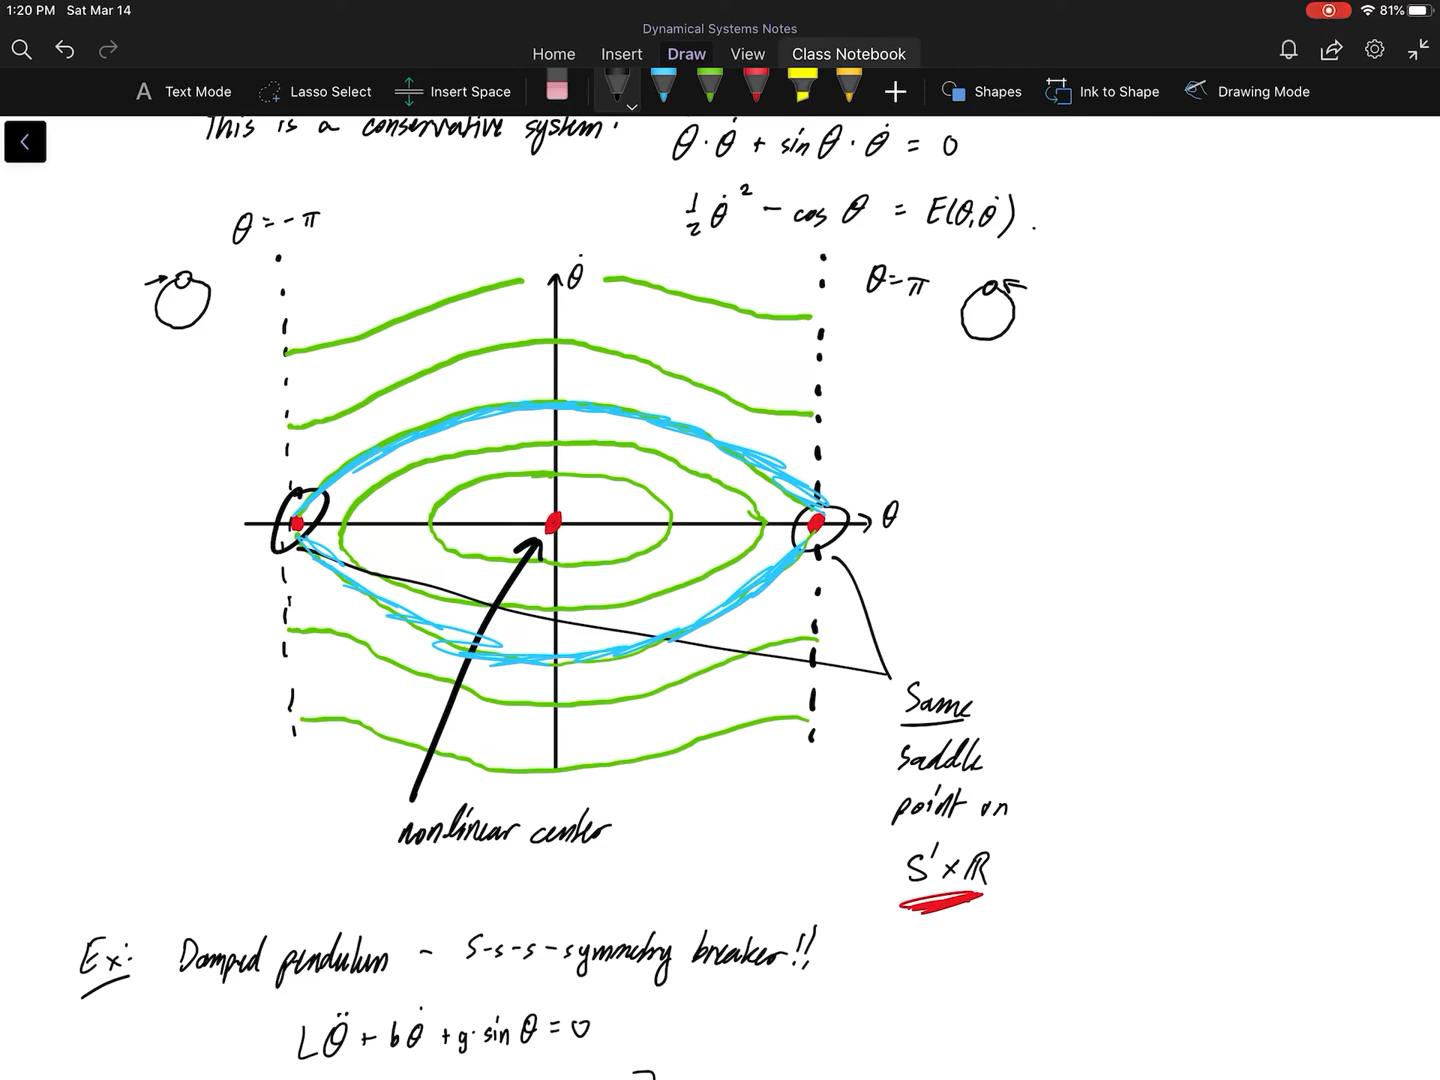 1:20 PM Sat Mar 14
81%
Dynamical Systems Notes
Home Insert Draw View Class Notebook
Text Mode Lasso Select Insert Space Shapes Ink to Shape Drawing Mode
This is a conservative system.
θ̇·θ̇ + sin θ·θ̇ = 0
½ θ̇² - cos θ = E(θ,θ̇).
θ = -π
θ = π
θ̇
θ
Same
saddle
point on
S¹ × ℝ
nonlinear center
Ex: Damped pendulum - s-s-s-symmetry breaker!!
Lθ̈ + bθ̇ + g·sin θ = 0